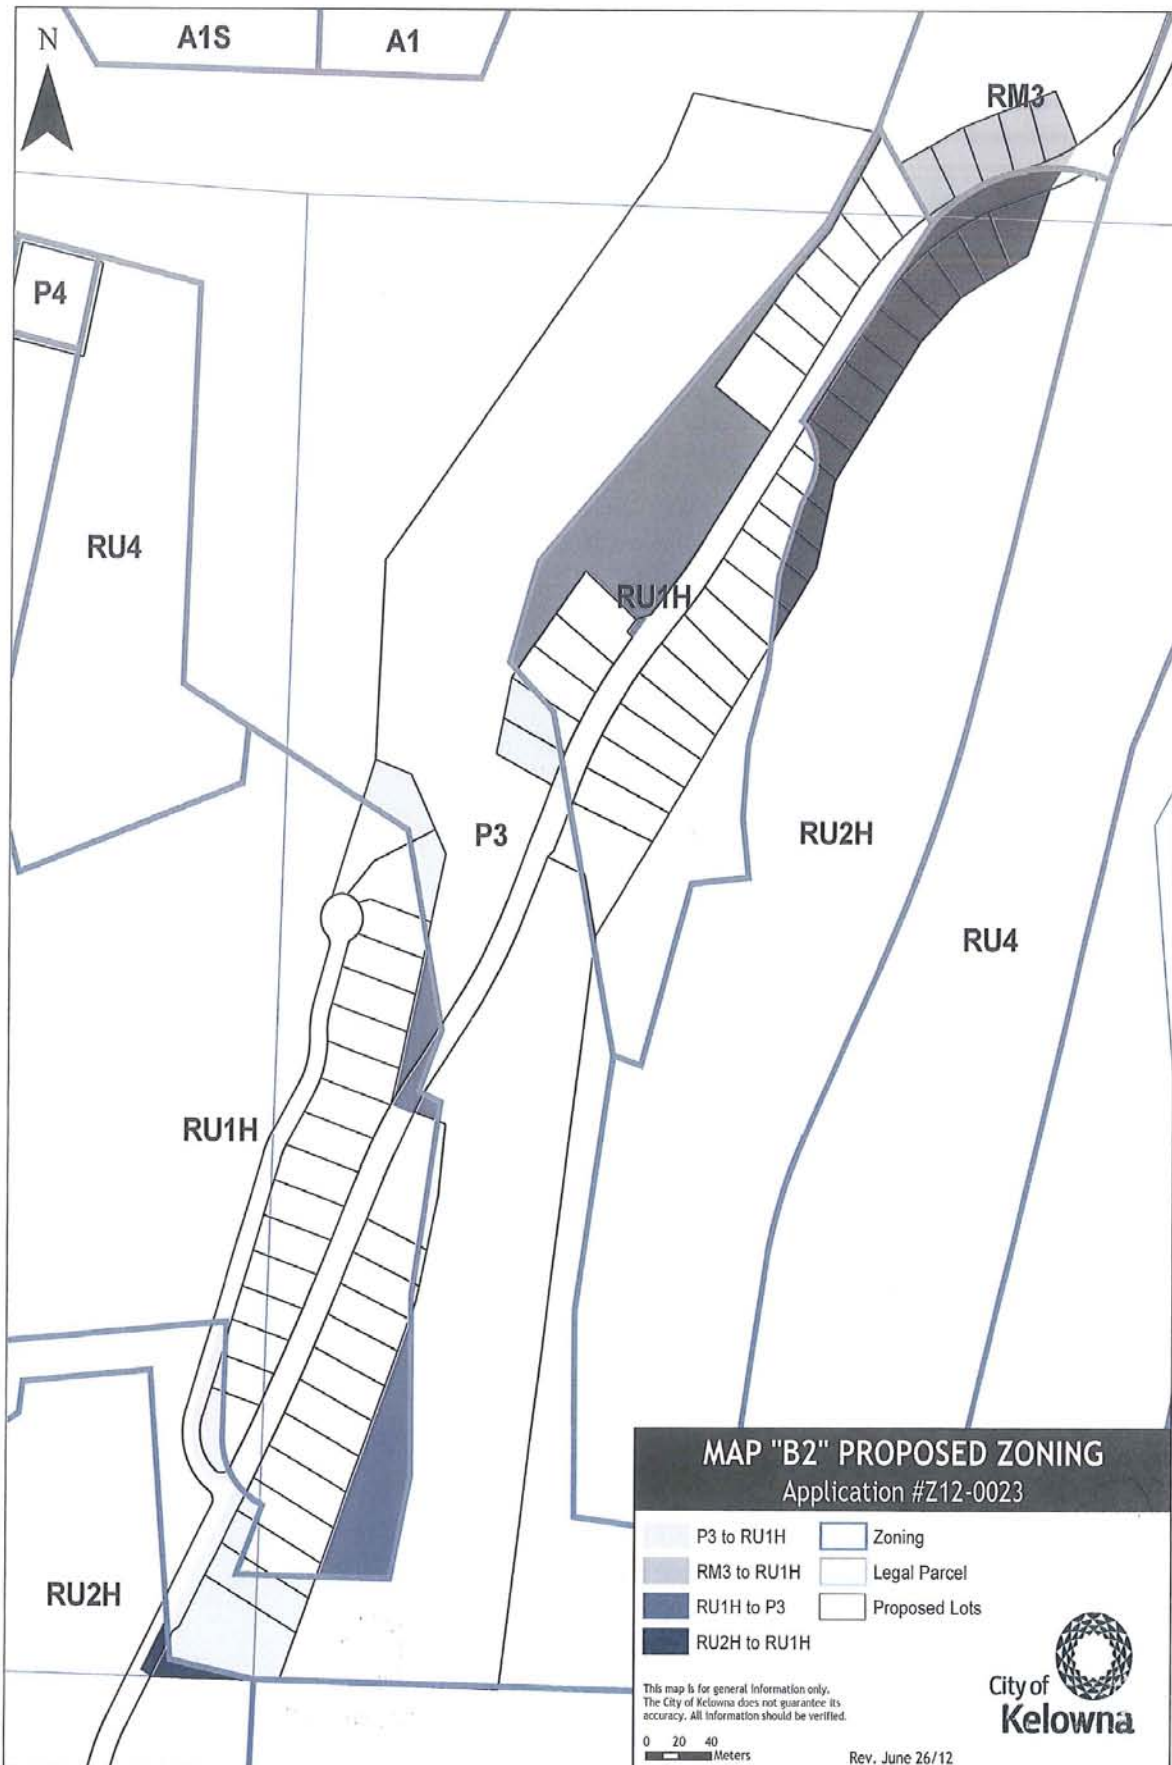 N
A1S
A1
RM3
P4
RU4
RU1H
P3
RU2H
RU4
RU1H
RU2H
MAP "B2" PROPOSED ZONING
Application #Z12-0023
P3 to RU1H
Zoning
RM3 to RU1H
Legal Parcel
RU1H to P3
Proposed Lots
RU2H to RU1H
This map is for general information only.
The City of Kelowna does not guarantee its
accuracy. All information should be verified.
City of
Kelowna
0 20 40
Meters
Rev. June 26/12